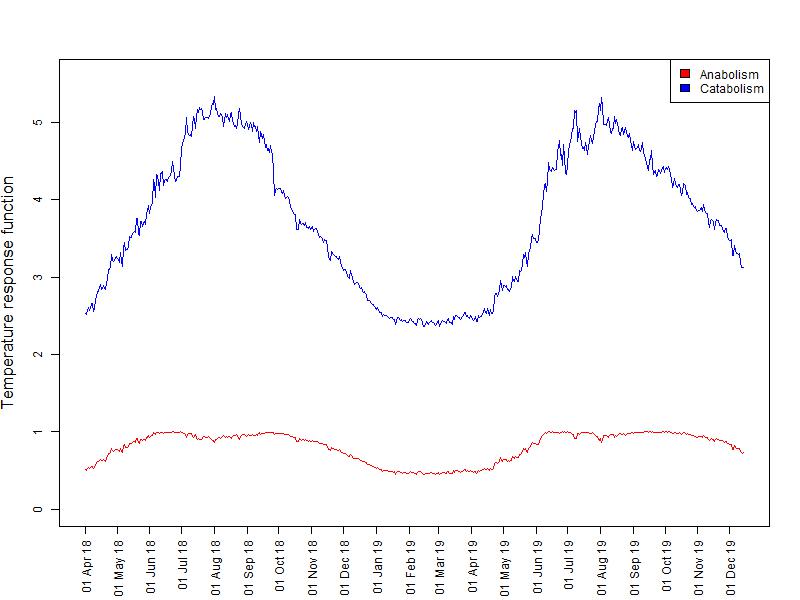 Anabolism
Catabolism
Temperature response function
5
4
3
2
1
0
01 Apr 18
01 May 18
01 Jun 18
01 Jul 18
01 Aug 18
01 Sep 18
01 Oct 18
01 Nov 18
01 Dec 18
01 Jan 19
01 Feb 19
01 Mar 19
01 Apr 19
01 May 19
01 Jun 19
01 Jul 19
01 Aug 19
01 Sep 19
01 Oct 19
01 Nov 19
01 Dec 19